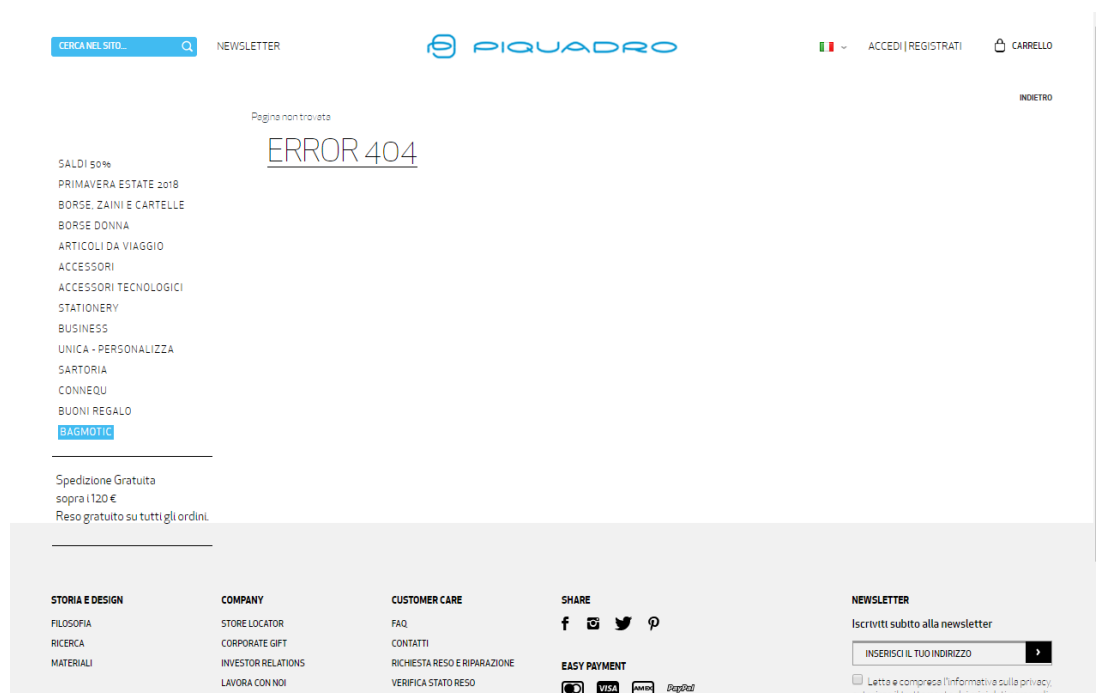 CERCA NEL SITO...
NEWSLETTER
PIQUADRO
ACCEDI | REGISTRATI
CARRELLO
INDIETRO
Pagina non trovata
ERROR 404
SALDI 50%
PRIMAVERA ESTATE 2018
BORSE, ZAINI E CARTELLE
BORSE DONNA
ARTICOLI DA VIAGGIO
ACCESSORI
ACCESSORI TECNOLOGICI
STATIONERY
BUSINESS
UNICA - PERSONALIZZA
SARTORIA
CONNEQU
BUONI REGALO
BAGMOTIC
Spedizione Gratuita
sopra i 120 €
Reso gratuito su tutti gli ordini.
STORIA E DESIGN
FILOSOFIA
RICERCA
MATERIALI
COMPANY
STORE LOCATOR
CORPORATE GIFT
INVESTOR RELATIONS
LAVORA CON NOI
CUSTOMER CARE
FAQ
CONTATTI
RICHIESTA RESO E RIPARAZIONE
VERIFICA STATO RESO
SHARE
EASY PAYMENT
VISA
AMEX
PayPal
NEWSLETTER
Iscriviti subito alla newsletter
INSERISCI IL TUO INDIRIZZO
Letta e compresa l'informativa sulla privacy,